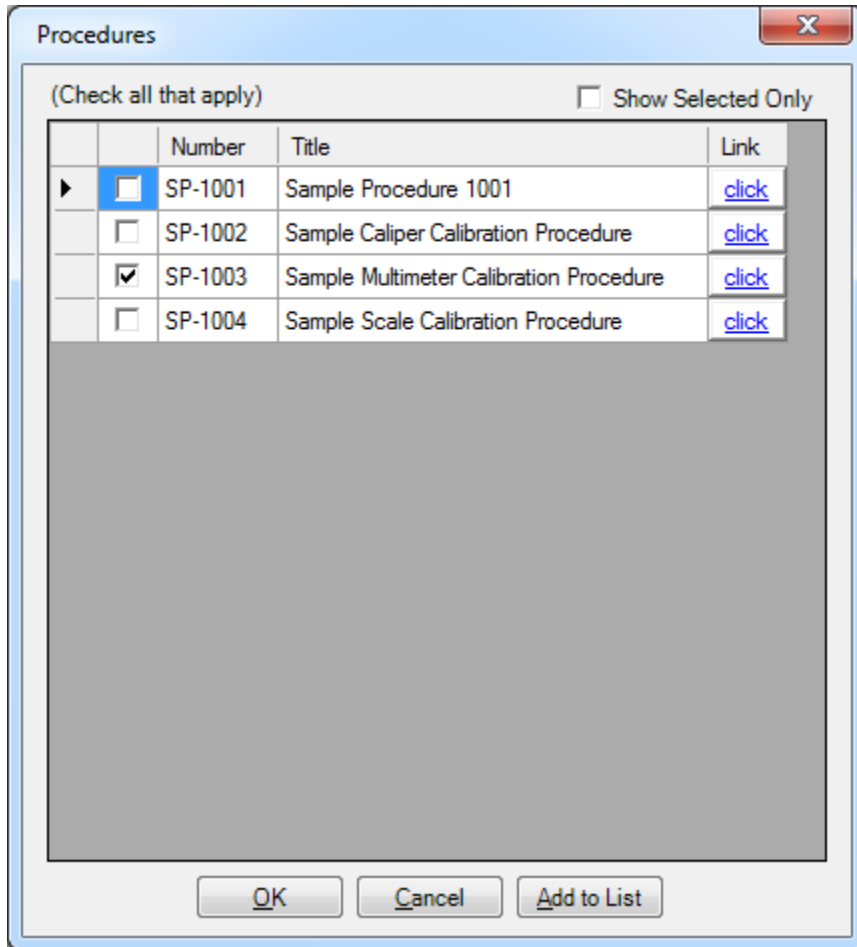 Procedures
(Check all that apply) Show Selected Only
Number Title Link
SP-1001 Sample Procedure 1001 click
SP-1002 Sample Caliper Calibration Procedure click
SP-1003 Sample Multimeter Calibration Procedure click
SP-1004 Sample Scale Calibration Procedure click
OK Cancel Add to List